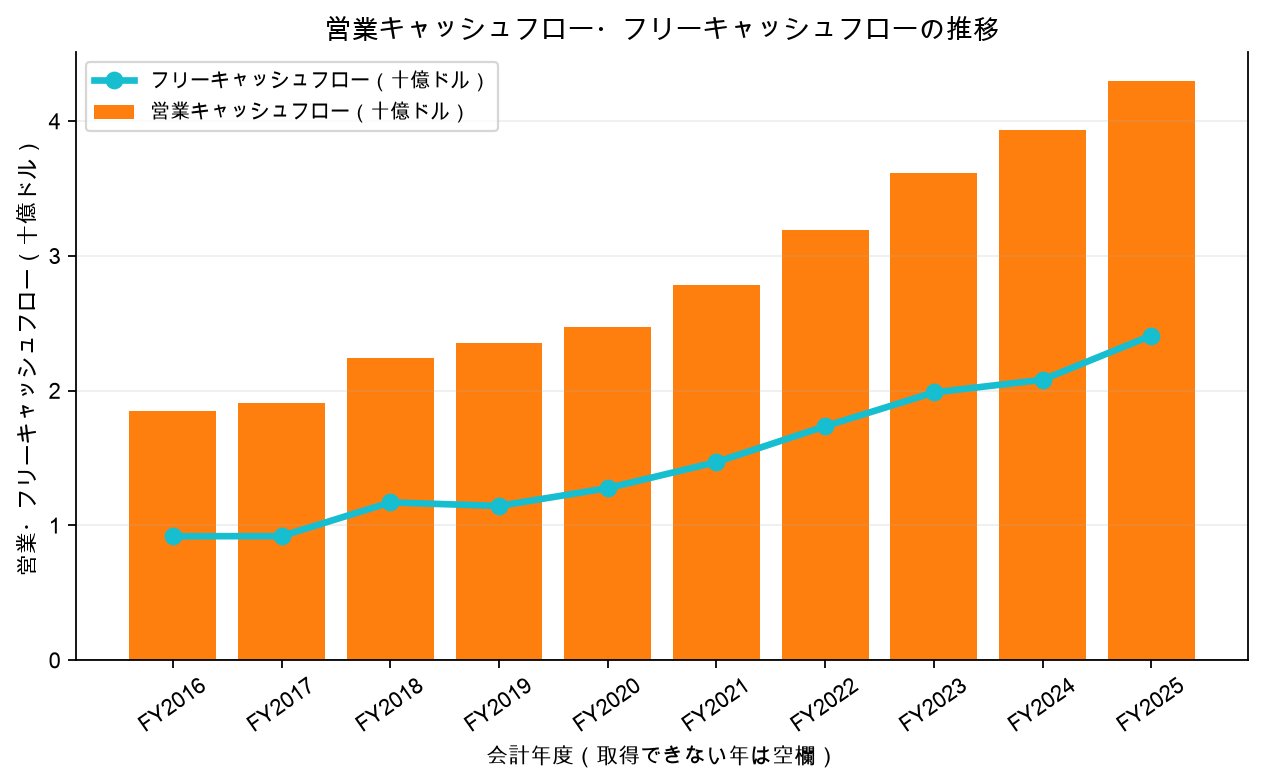 営業キャッシュフロー・フリーキャッシュフローの推移
フリーキャッシュフロー(十億ドル)
営業キャッシュフロー(十億ドル)
営業・フリーキャッシュフロー(十億ドル)
4
3
2
1
0
FY2016
FY2017
FY2018
FY2019
FY2020
FY2021
FY2022
FY2023
FY2024
FY2025
会計年度(取得できない年は空欄)